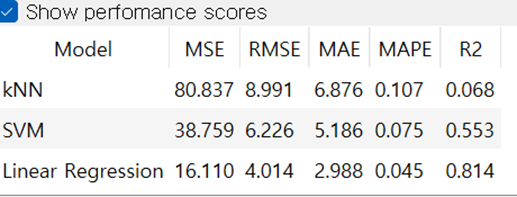 Show perfomance scores
Model MSE RMSE MAE MAPE R2
kNN 80.837 8.991 6.876 0.107 0.068
SVM 38.759 6.226 5.186 0.075 0.553
Linear Regression 16.110 4.014 2.988 0.045 0.814